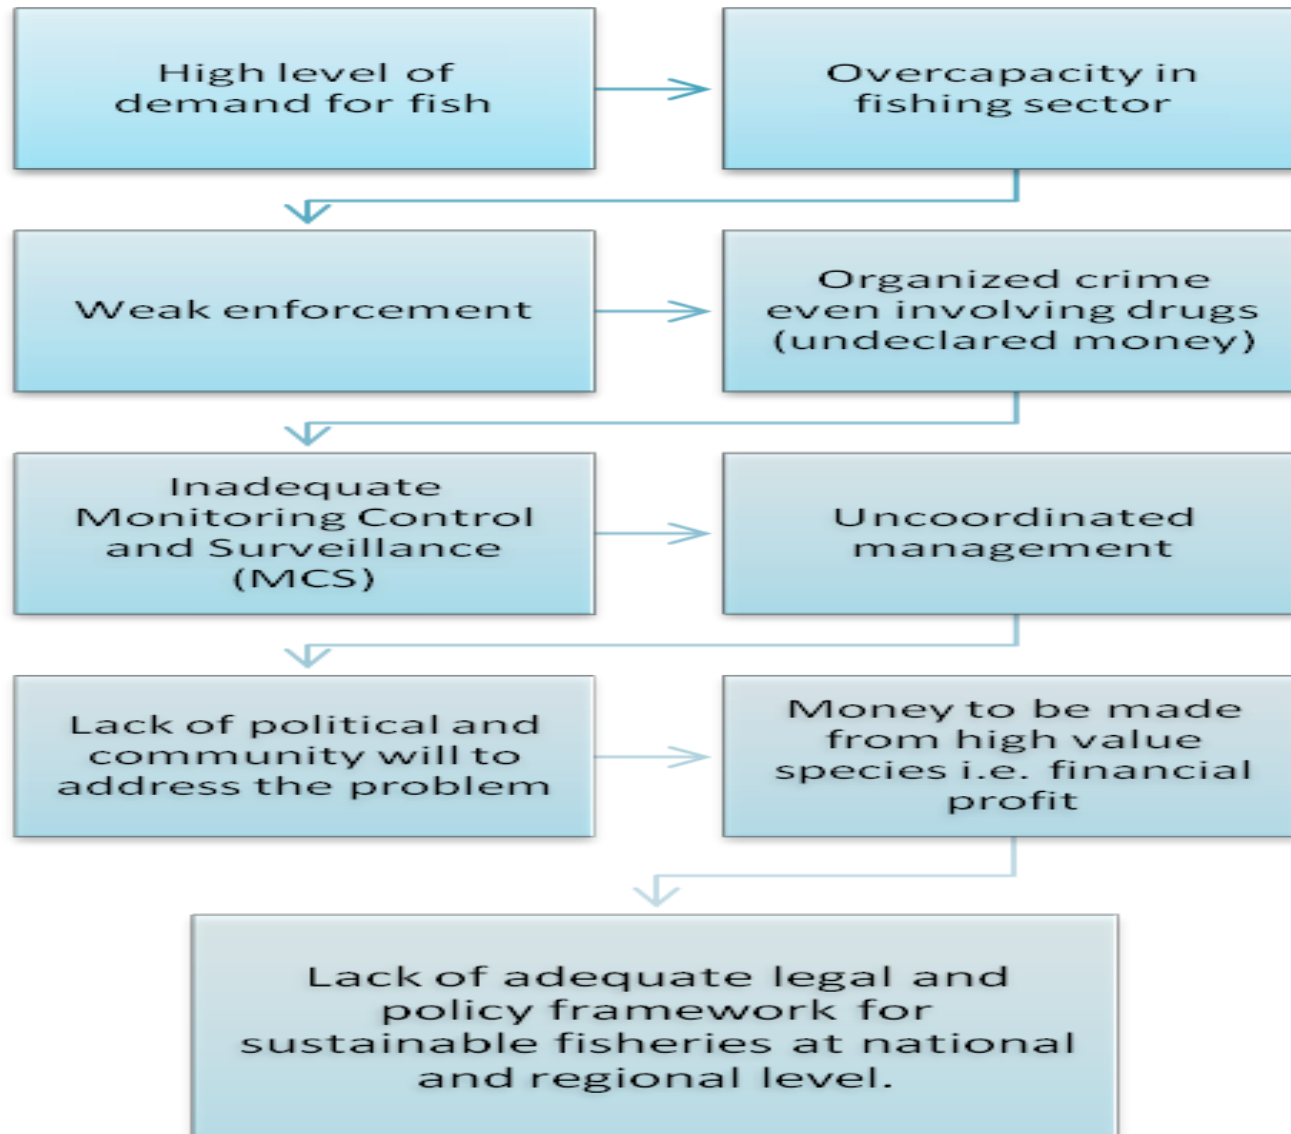 High level of
demand for fish
Overcapacity in
fishing sector
Weak enforcement
Organized crime
even involving drugs
(undeclared money)
Inadequate
Monitoring Control
and Surveillance
(MCS)
Uncoordinated
management
Lack of political and
community will to
address the problem
Money to be made
from high value
species i.e. financial
profit
Lack of adequate legal and
policy framework for
sustainable fisheries at national
and regional level.